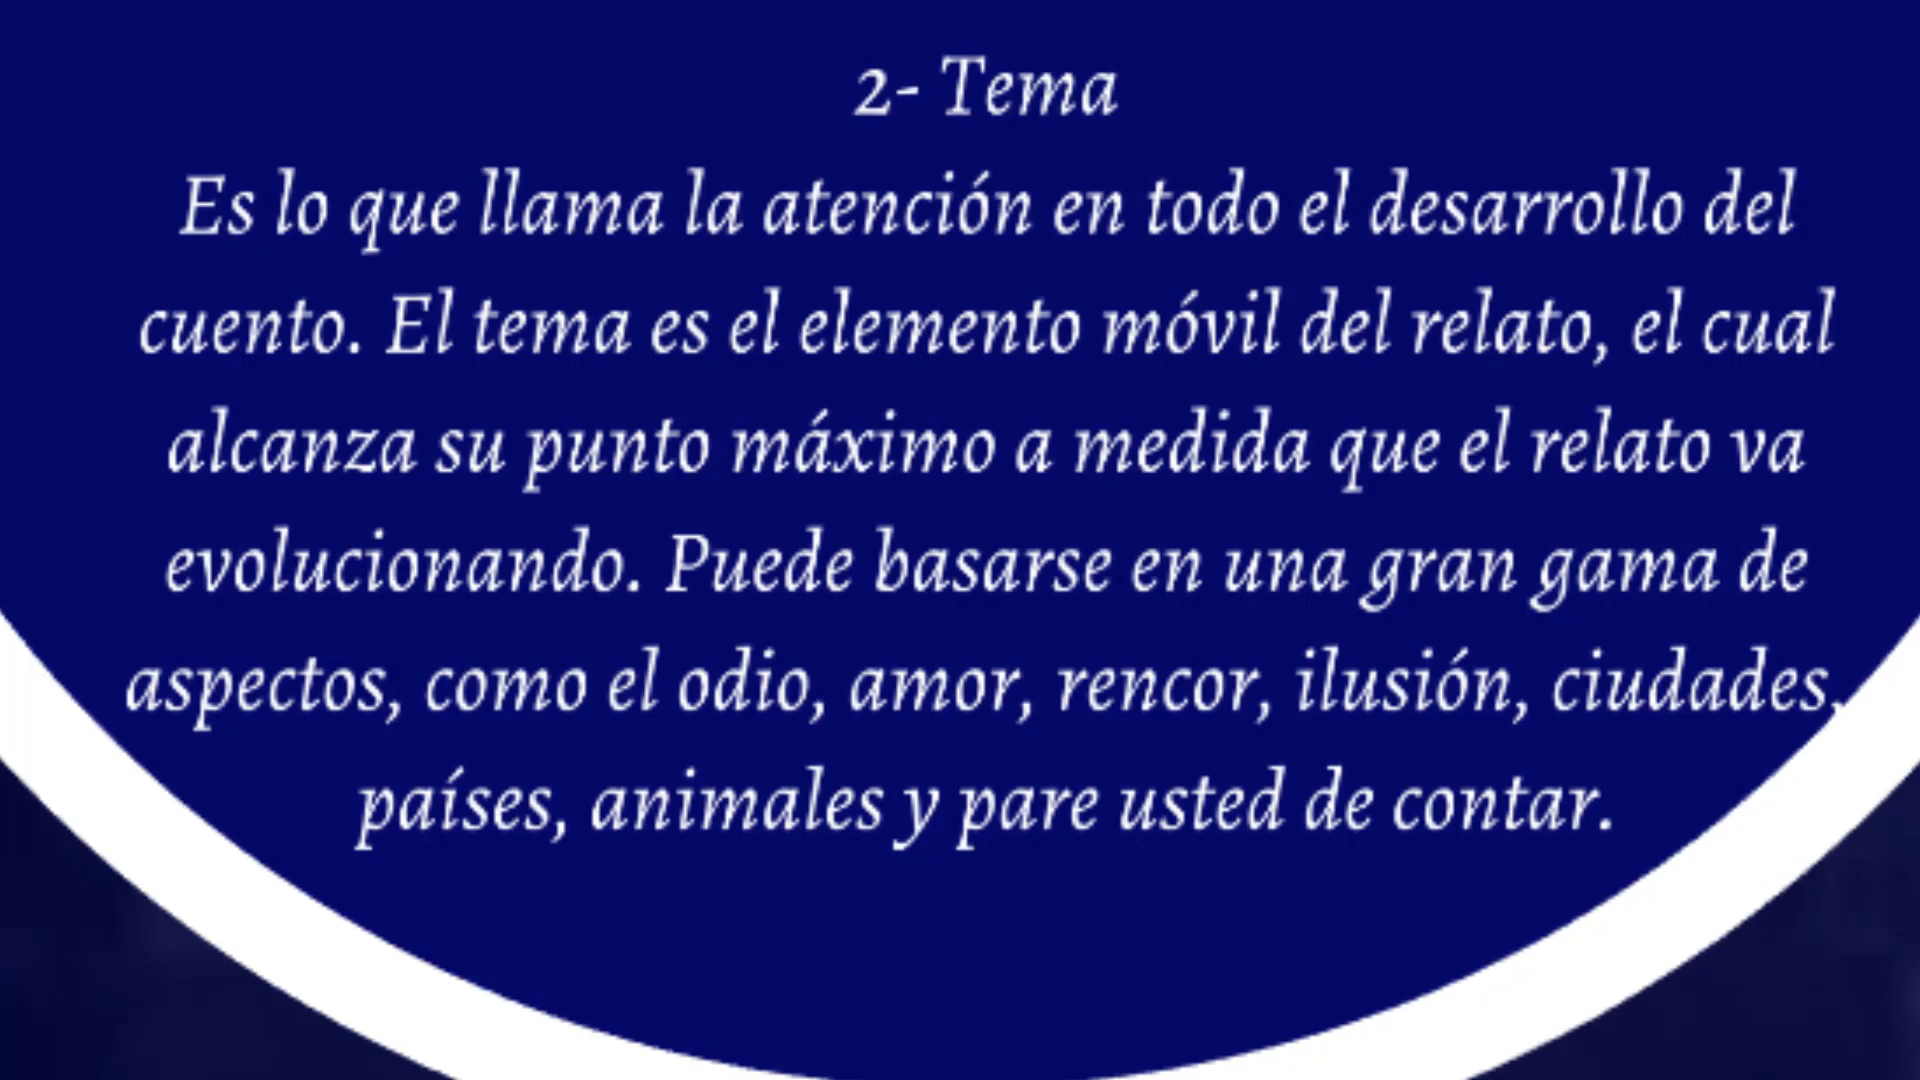 2- Tema
Es lo que llama la atención en todo el desarrollo del
cuento. El tema es el elemento móvil del relato, el cual
alcanza su punto máximo a medida que el relato va
evolucionando. Puede basarse en una gran gama de
aspectos, como el odio, amor, rencor, ilusión, ciudades,
países, animales y pare usted de contar.